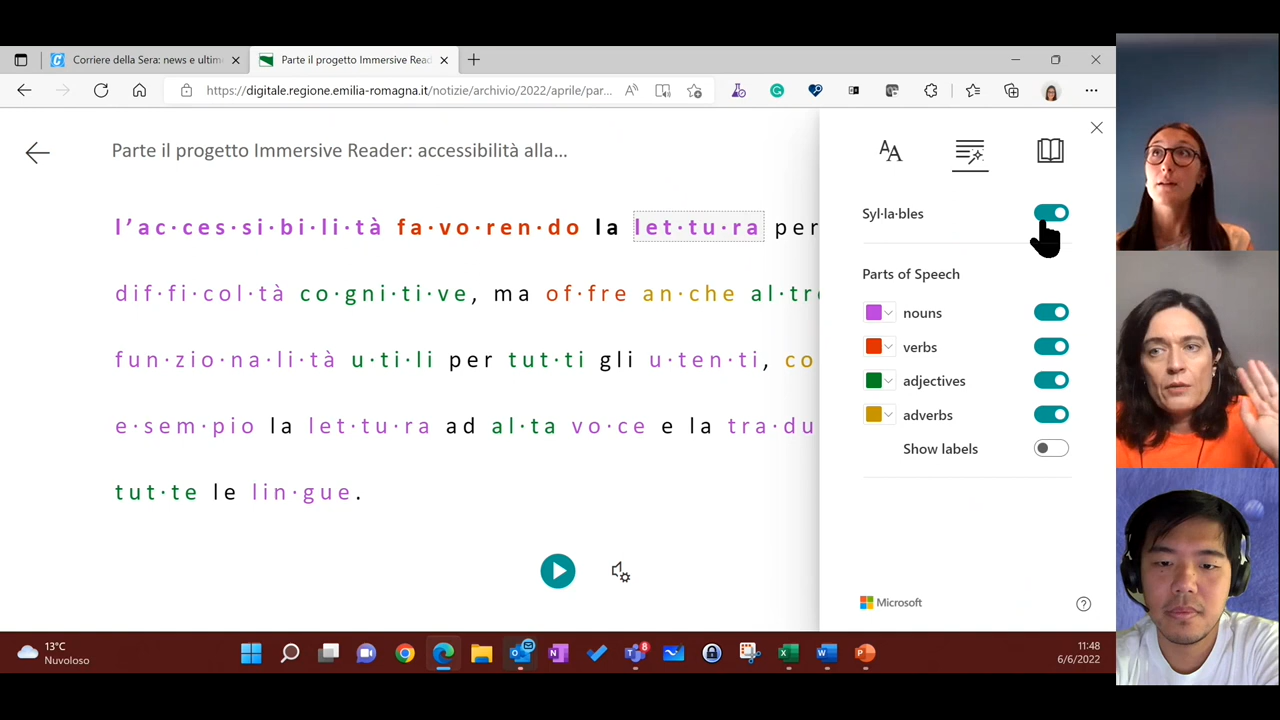 Corriere della Sera: news e ultim
Parte il progetto Immersive Read
https://digitale.regione.emilia-romagna.it/notizie/archivio/2022/aprile/par...
Parte il progetto Immersive Reader: accessibilità alla...
l’ac·ces·si·bi·li·tà fa·vo·ren·do la let·tu·ra per
dif·fi·col·tà co·gni·ti·ve, ma of·fre an·che al·tre
fun·zio·na·li·tà u·ti·li per tut·ti gli u·ten·ti, co
e·sem·pio la let·tu·ra ad al·ta vo·ce e la tra·du
tut·te le lin·gue.
Syl·la·bles
Parts of Speech
nouns
verbs
adjectives
adverbs
Show labels
Microsoft
13°C
Nuvoloso
8
11:48
6/6/2022